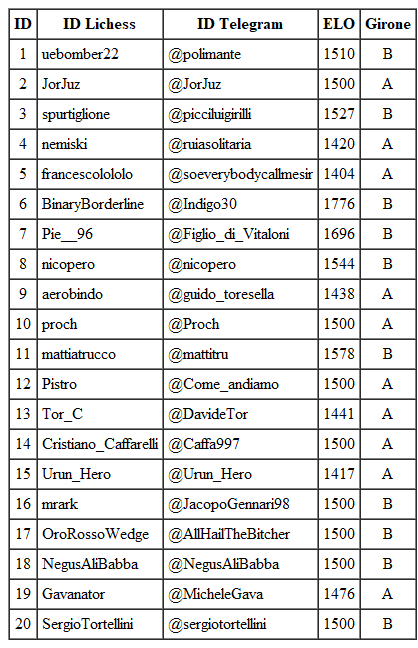 ID ID Lichess ID Telegram ELO Girone
1 uebomber22 @polimante 1510 B
2 JorJuz @JorJuz 1500 A
3 spurtiglione @picciluigirilli 1527 B
4 nemiski @ruiasolitaria 1420 A
5 francescolololo @soeverybodycallmesir 1404 A
6 BinaryBorderline @Indigo30 1776 B
7 Pie__96 @Figlio_di_Vitaloni 1696 B
8 nicopero @nicopero 1544 B
9 aerobindo @guido_toresella 1438 A
10 proch @Proch 1500 A
11 mattiatrucco @mattitru 1578 B
12 Pistro @Come_andiamo 1500 A
13 Tor_C @DavideTor 1441 A
14 Cristiano_Caffarelli @Caffa997 1500 A
15 Urun_Hero @Urun_Hero 1417 A
16 mrark @JacopoGennari98 1500 B
17 OroRossoWedge @AllHailTheBitcher 1500 B
18 NegusAliBabba @NegusAliBabba 1500 B
19 Gavanator @MicheleGava 1476 A
20 SergioTortellini @sergiotortellini 1500 B